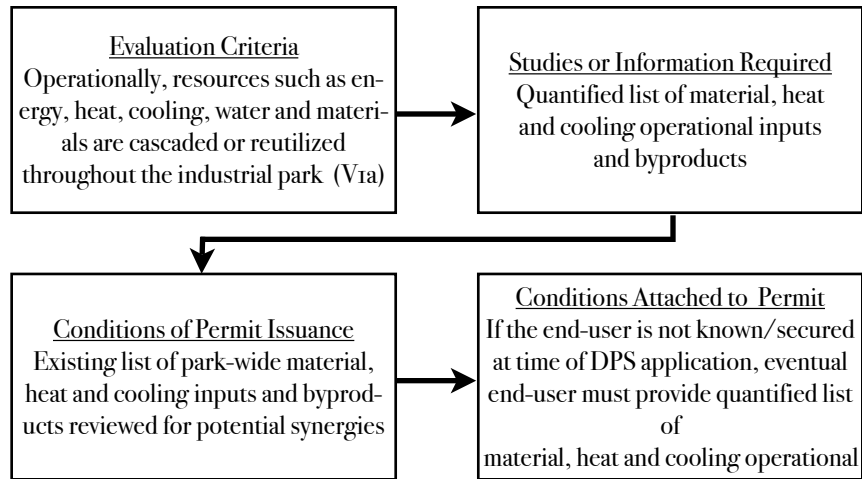 Evaluation Criteria
Operationally, resources such as en-
ergy, heat, cooling, water and materi-
als are cascaded or reutilized
throughout the industrial park (V1a)
Studies or Information Required
Quantified list of material, heat
and cooling operational inputs
and byproducts
Conditions of Permit Issuance
Existing list of park-wide material,
heat and cooling inputs and byprod-
ucts reviewed for potential synergies
Conditions Attached to Permit
If the end-user is not known/secured
at time of DPS application, eventual
end-user must provide quantified list
of
material, heat and cooling operational